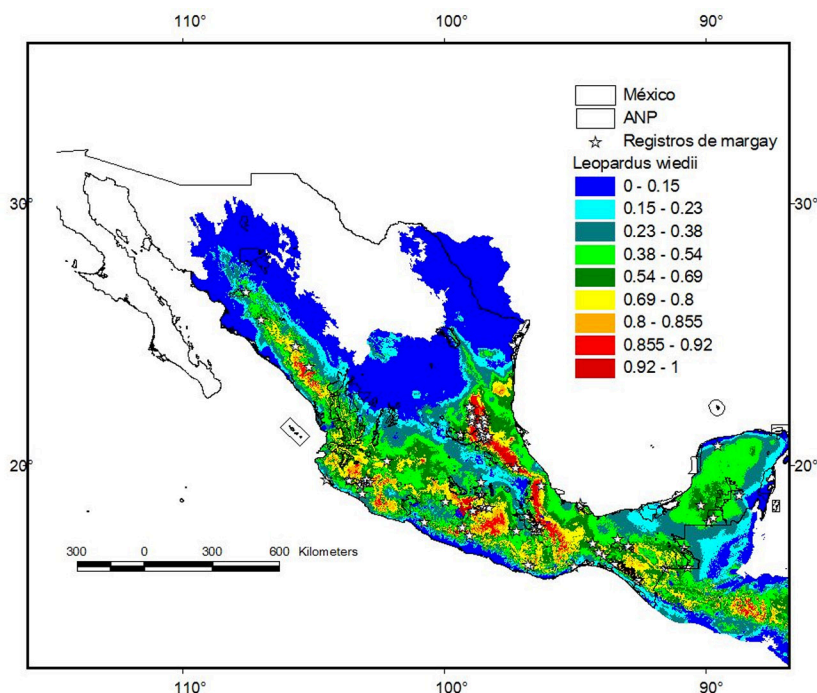 110° 100° 90°
México
ANP
Registros de margay
Leopardus wiedii
0 - 0.15
0.15 - 0.23
0.23 - 0.38
0.38 - 0.54
0.54 - 0.69
0.69 - 0.8
0.8 - 0.855
0.855 - 0.92
0.92 - 1
30° 30°
20° 20°
300 0 300 600 Kilometers
110° 100° 90°